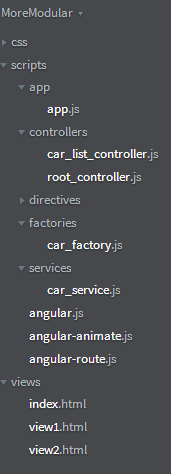 MoreModular
css
scripts
app
app.js
controllers
car_list_controller.js
root_controller.js
directives
factories
car_factory.js
services
car_service.js
angular.js
angular-animate.js
angular-route.js
views
index.html
view1.html
view2.html